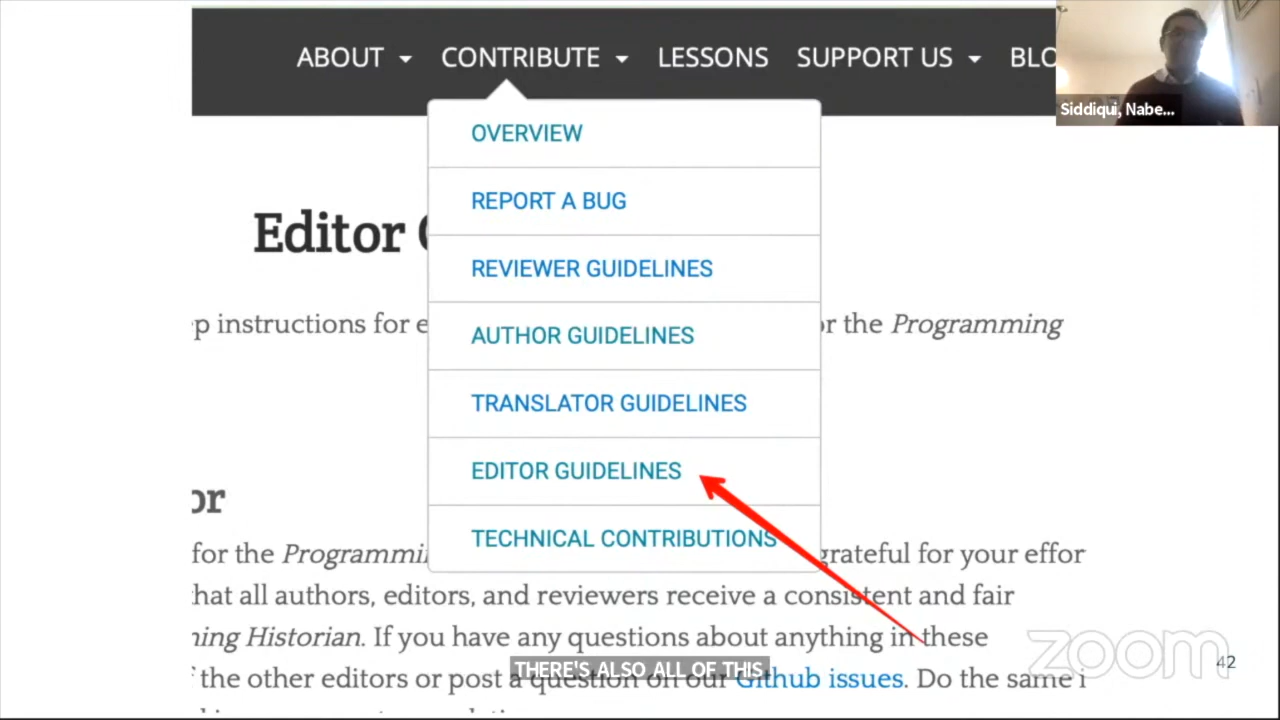 ABOUT CONTRIBUTE LESSONS SUPPORT US BLO
Siddiqui, Nabe...
OVERVIEW
REPORT A BUG
Editor
REVIEWER GUIDELINES
p instructions for e or the Programming
AUTHOR GUIDELINES
TRANSLATOR GUIDELINES
EDITOR GUIDELINES
or
TECHNICAL CONTRIBUTIONS
for the Programmi grateful for your effor
that all authors, editors, and reviewers receive a consistent and fair
ning Historian. If you have any questions about anything in these
THERE'S ALSO ALL OF THIS
the other editors or post a question on our Github issues. Do the same i
zoom
42